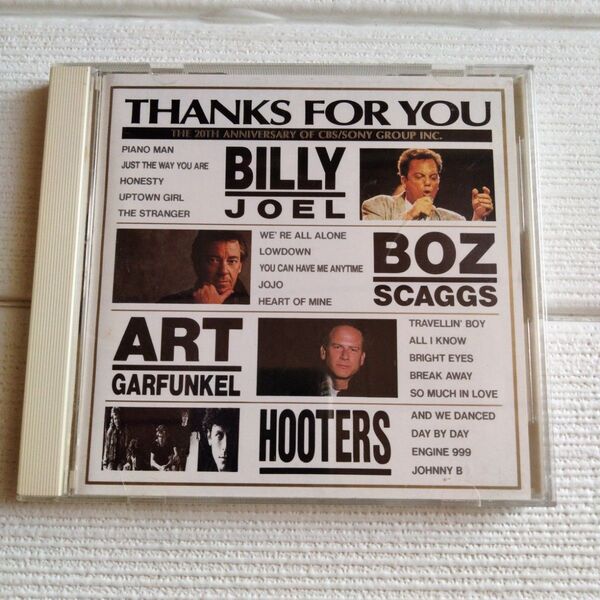 THANKS FOR YOU
THE 20TH ANNIVERSARY OF CBS/SONY GROUP INC.
PIANO MAN
JUST THE WAY YOU ARE
HONESTY
UPTOWN GIRL
THE STRANGER
BILLY
JOEL
WE'RE ALL ALONE
LOWDOWN
YOU CAN HAVE ME ANYTIME
JOJO
HEART OF MINE
BOZ
SCAGGS
ART
GARFUNKEL
TRAVELLIN' BOY
ALL I KNOW
BRIGHT EYES
BREAK AWAY
SO MUCH IN LOVE
HOOTERS
AND WE DANCED
DAY BY DAY
ENGINE 999
JOHNNY B